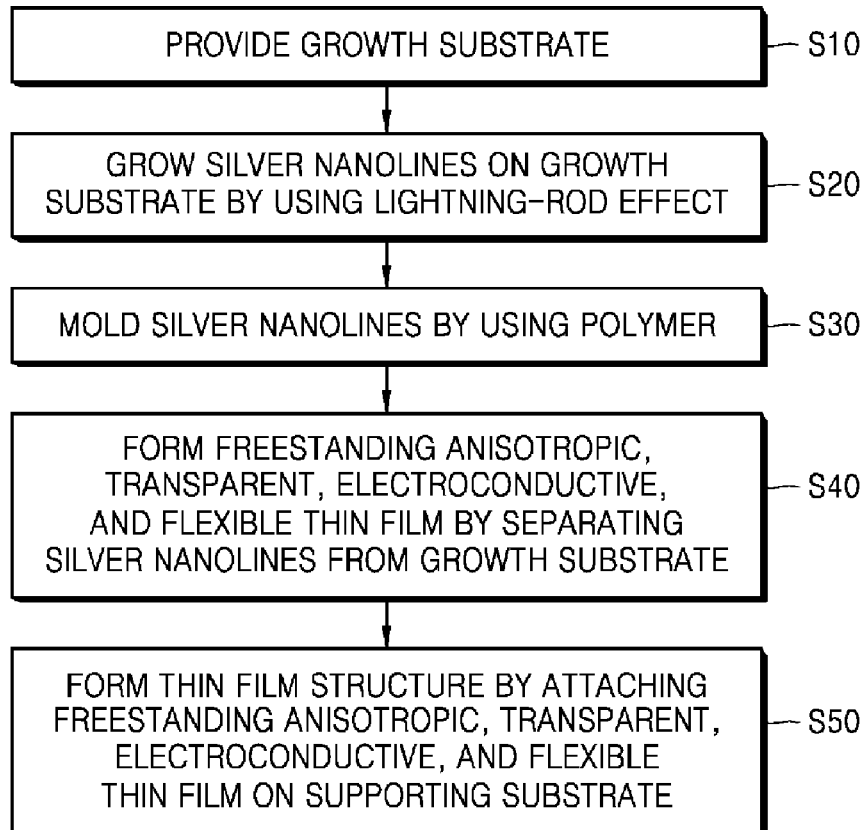 PROVIDE GROWTH SUBSTRATE
S10
GROW SILVER NANOLINES ON GROWTH
SUBSTRATE BY USING LIGHTNING-ROD EFFECT
S20
MOLD SILVER NANOLINES BY USING POLYMER
S30
FORM FREESTANDING ANISOTROPIC,
TRANSPARENT, ELECTROCONDUCTIVE,
AND FLEXIBLE THIN FILM BY SEPARATING
SILVER NANOLINES FROM GROWTH SUBSTRATE
S40
FORM THIN FILM STRUCTURE BY ATTACHING
FREESTANDING ANISOTROPIC, TRANSPARENT,
ELECTROCONDUCTIVE, AND FLEXIBLE
THIN FILM ON SUPPORTING SUBSTRATE
S50